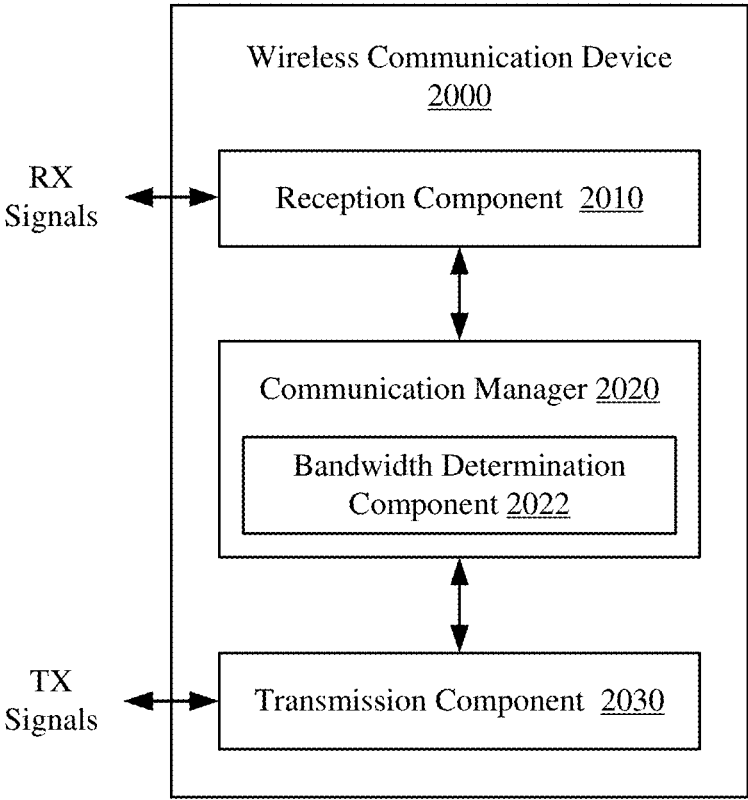 Wireless Communication Device
2000
RX
Signals
Reception Component 2010
Communication Manager 2020
Bandwidth Determination
Component 2022
TX
Signals
Transmission Component 2030